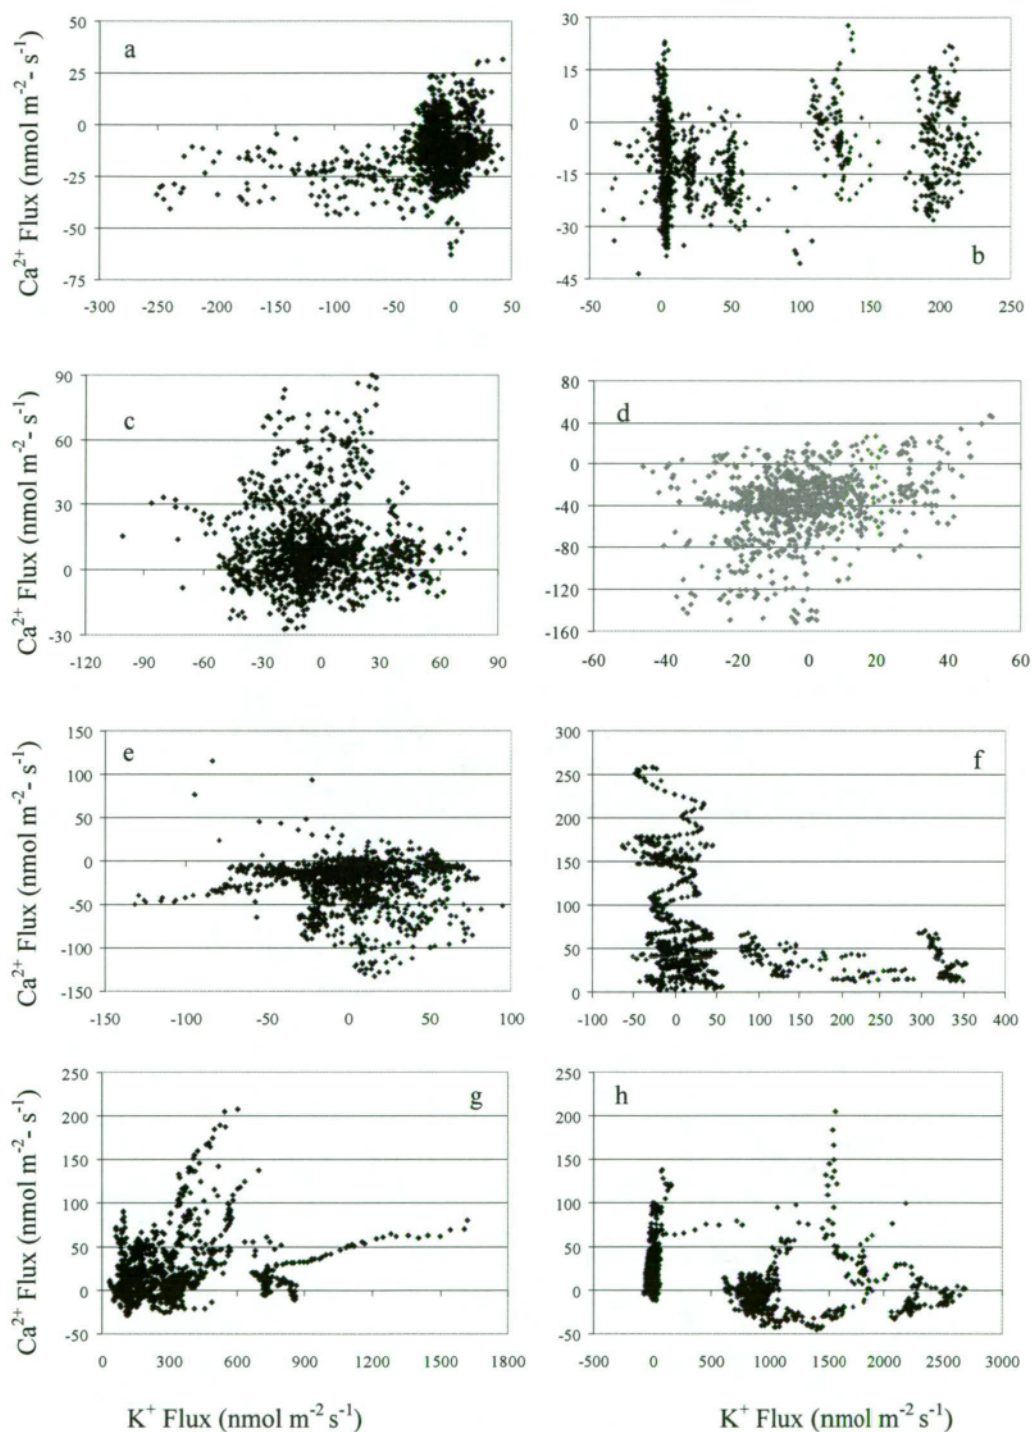 a
50
25
0
-25
-50
-75
-300 -250 -200 -150 -100 -50 0 50
Ca²⁺ Flux (nmol m⁻²- s⁻¹)
b
30
15
0
-15
-30
-45
-50 0 50 100 150 200 250
c
90
60
30
0
-30
-120 -90 -60 -30 0 30 60 90
Ca²⁺ Flux (nmol m⁻²- s⁻¹)
d
80
40
0
-40
-80
-120
-160
-60 -40 -20 0 20 40 60
e
150
100
50
0
-50
-100
-150
-150 -100 -50 0 50 100
Ca²⁺ Flux (nmol m⁻²- s⁻¹)
f
300
250
200
150
100
50
0
-100 -50 0 50 100 150 200 250 300 350 400
g
250
200
150
100
50
0
-50
0 300 600 900 1200 1500 1800
Ca²⁺ Flux (nmol m⁻²- s⁻¹)
h
250
200
150
100
50
0
-50
-500 0 500 1000 1500 2000 2500 3000
K⁺ Flux (nmol m⁻² s⁻¹)
K⁺ Flux (nmol m⁻² s⁻¹)